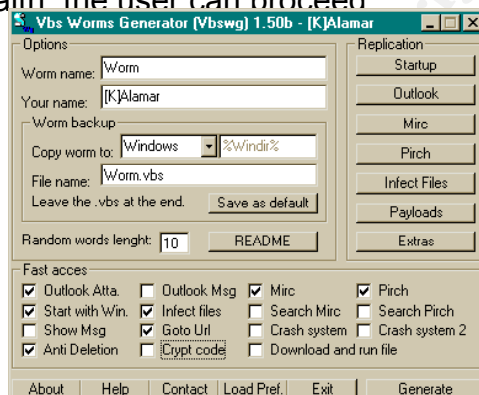 the user can proceed
Vbs Worms Generator (Vbswg) 1.50b - [K]Alamar
Options
Worm name: Worm
Your name: [K]Alamar
Worm backup
Copy worm to: Windows %Windir%
File name: Worm.vbs
Leave the .vbs at the end. Save as default
Random words lenght: 10 README
Replication
Startup
Outlook
Mirc
Pirch
Infect Files
Payloads
Extras
Fast acces
Outlook Atta. Outlook Msg Mirc Pirch
Start with Win. Infect files Search Mirc Search Pirch
Show Msg Goto Url Crash system Crash system 2
Anti Deletion Crypt code Download and run file
About Help Contact Load Pref. Exit Generate